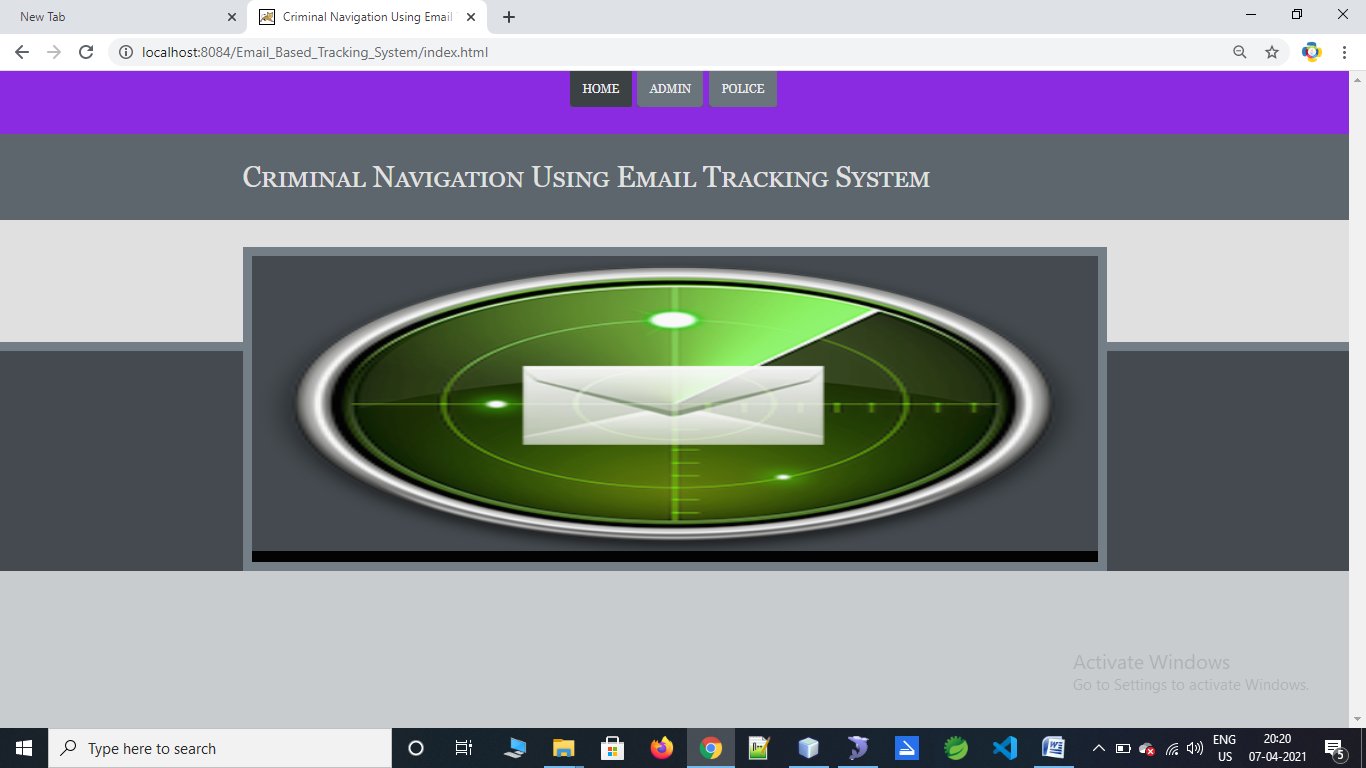 New Tab
Criminal Navigation Using Email
localhost:8084/Email_Based_Tracking_System/index.html
HOME
ADMIN
POLICE
Criminal Navigation Using Email Tracking System
Activate Windows
Go to Settings to activate Windows.
Type here to search
ENG
US
20:20
07-04-2021
5